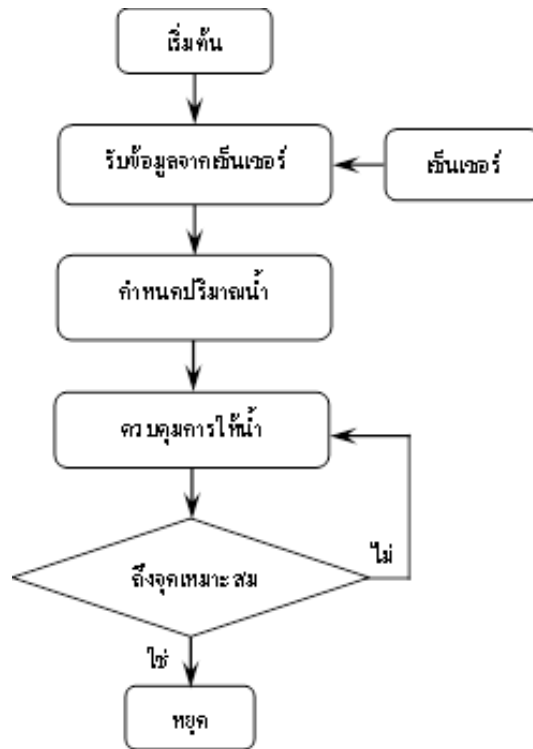 เริ่มต้น
รับข้อมูลจากเซ็นเซอร์
เซ็นเซอร์
กำหนดปริมาณน้ำ
ควบคุมการให้น้ำ
ถึงจุดเหมาะสม
ไม่
ใช่
หยุด